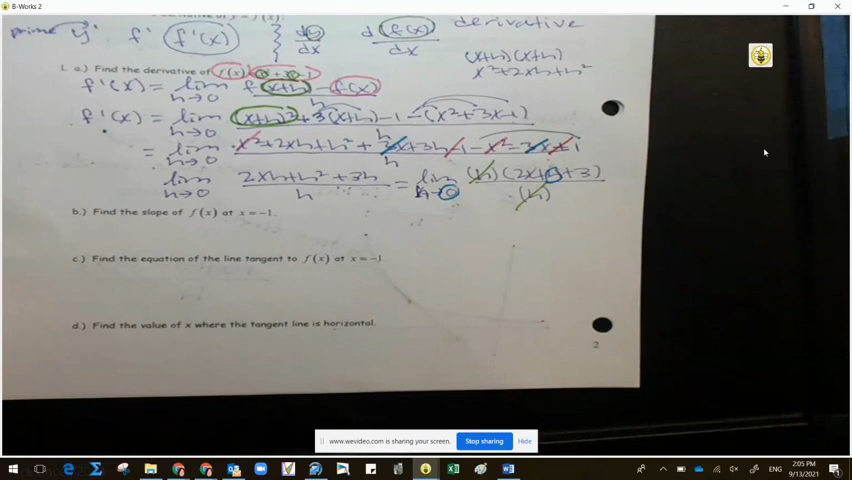 B-Works 2
prime y' f' f'(x) dy/dx d f(x)/dx derivative
(x+h)(x+h)
x²+2xh+h²
1. a.) Find the derivative of f(x)
f'(x) = lim h→0 f(x+h) - f(x) / h
f'(x) = lim h→0 (x+h)² + 3(x+h) - 1 - (x²+3x-1) / h
= lim h→0 x²+2xh+h² + 3x+3h-1 - x² - 3x+1 / h
lim h→0 2xh+h²+3h / h = lim h→0 (h)(2x+ +3) / (h)
b.) Find the slope of f(x) at x = -1.
c.) Find the equation of the line tangent to f(x) at x = -1
d.) Find the value of x where the tangent line is horizontal.
2
www.wevideo.com is sharing your screen. Stop sharing Hide
ENG
2:05 PM
9/13/2021